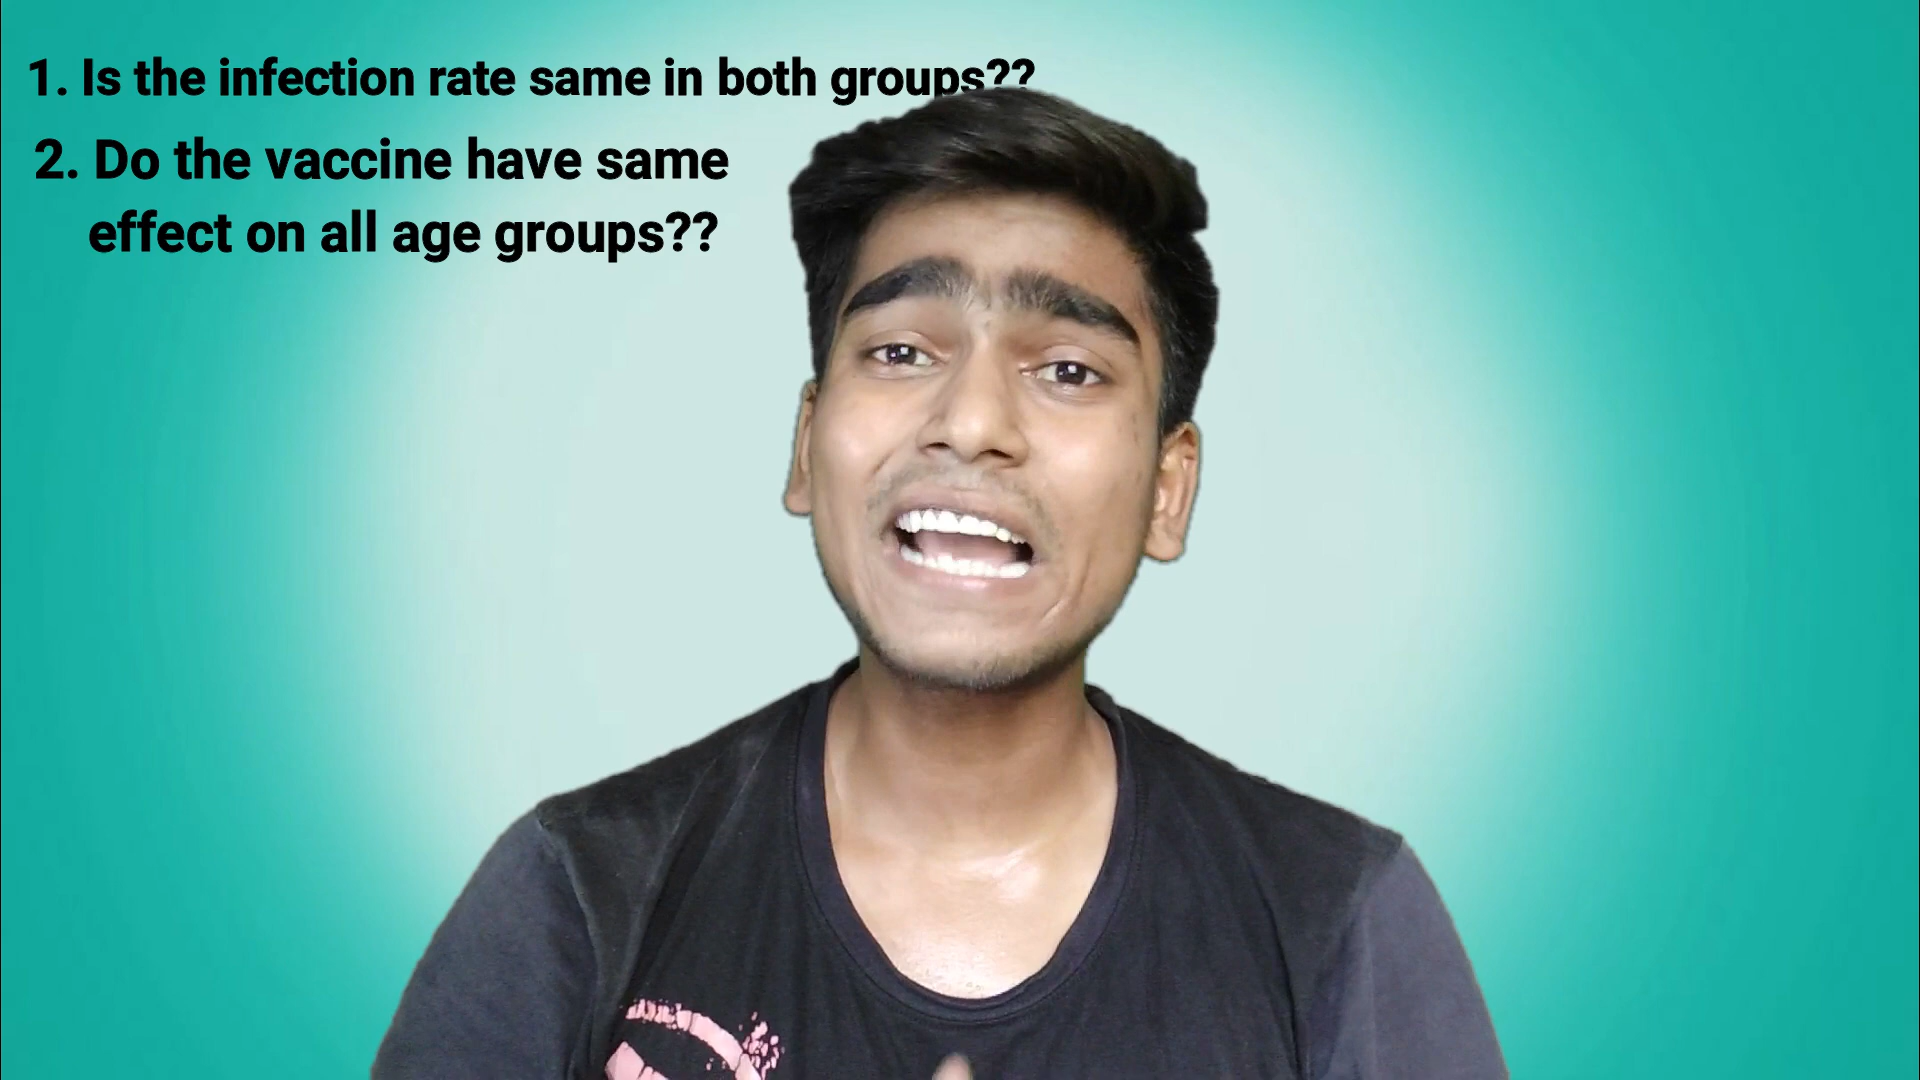 1. Is the infection rate same in both groups??
2. Do the vaccine have same
effect on all age groups??